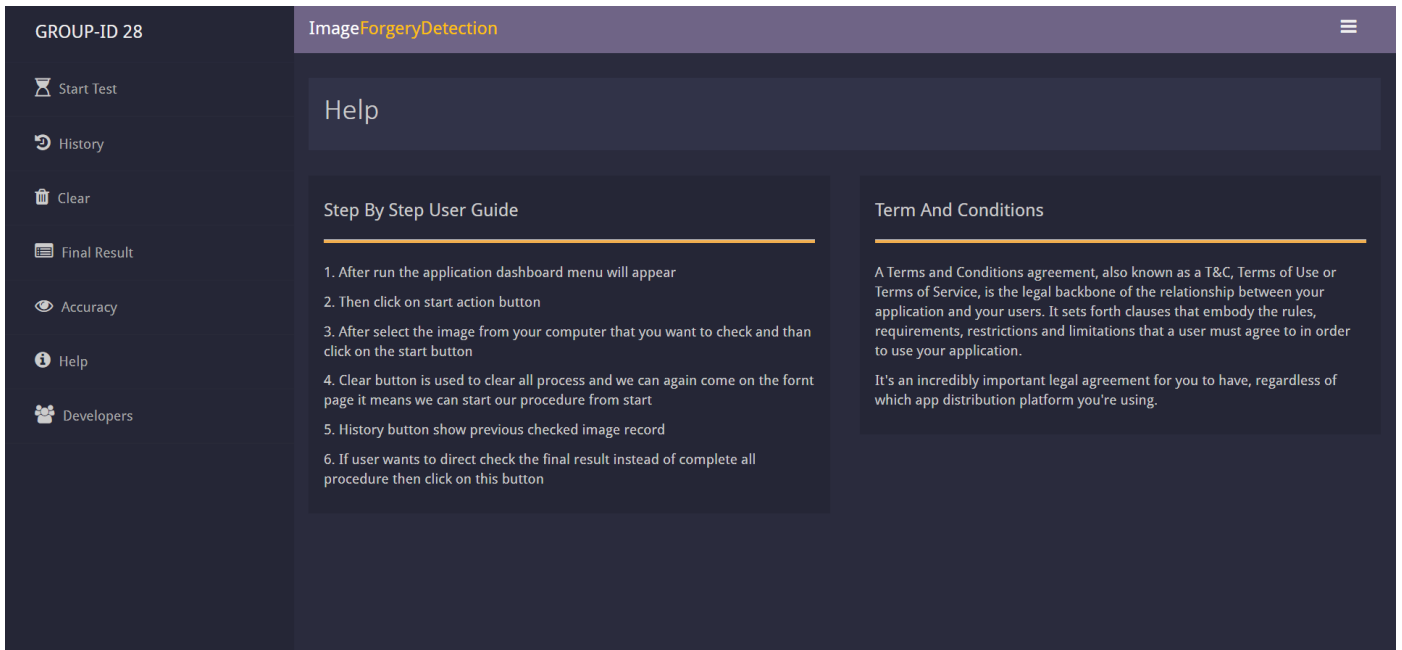 GROUP-ID 28
Start Test
History
Clear
Final Result
Accuracy
Help
Developers
ImageForgeryDetection
Help
Step By Step User Guide
1. After run the application dashboard menu will appear
2. Then click on start action button
3. After select the image from your computer that you want to check and than
click on the start button
4. Clear button is used to clear all process and we can again come on the fornt
page it means we can start our procedure from start
5. History button show previous checked image record
6. If user wants to direct check the final result instead of complete all
procedure then click on this button
Term And Conditions
A Terms and Conditions agreement, also known as a T&C, Terms of Use or
Terms of Service, is the legal backbone of the relationship between your
application and your users. It sets forth clauses that embody the rules,
requirements, restrictions and limitations that a user must agree to in order
to use your application.
It's an incredibly important legal agreement for you to have, regardless of
which app distribution platform you're using.